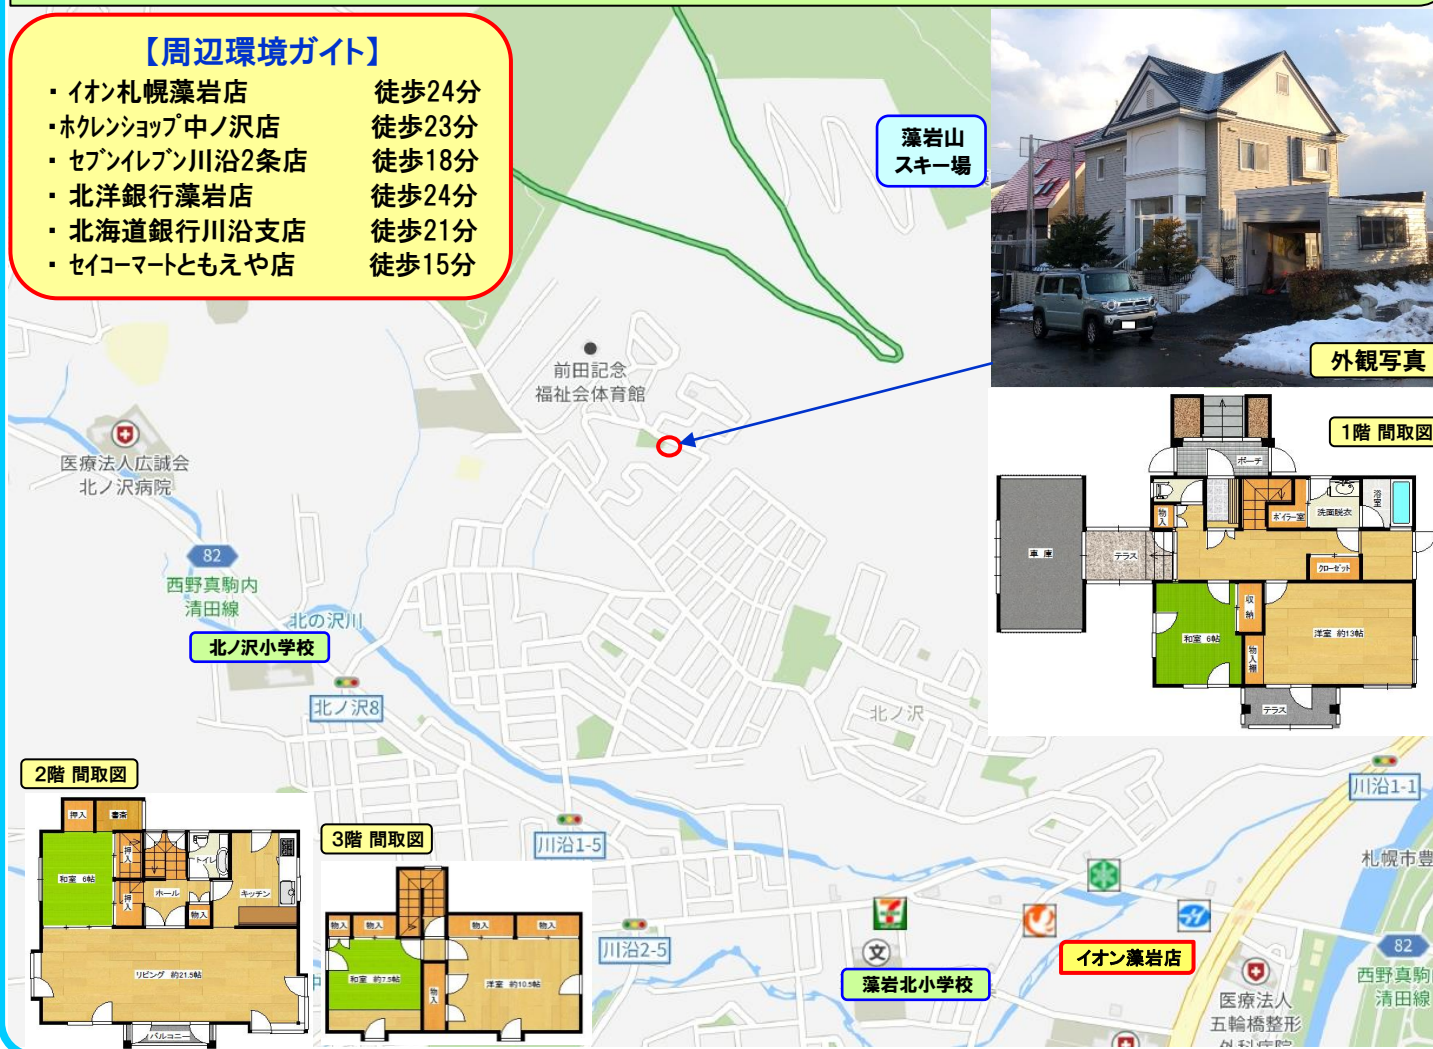 【周辺環境ガイト】
・ イオン札幌藻岩店 徒歩24分
・ホクレンショップ中ノ沢店 徒歩23分
・ セブンイレブン川沿2条店 徒歩18分
・ 北洋銀行藻岩店 徒歩24分
・ 北海道銀行川沿支店 徒歩21分
・ セイコーマートともえや店 徒歩15分
藻岩山
スキー場
外観写真
前田記念
福祉会体育館
医療法人広誠会
北ノ沢病院
82
西野真駒内
清田線
北の沢川
北ノ沢小学校
北ノ沢8
北ノ沢
1階 間取図
ポーチ
物入
ボイラー室
洗面脱衣
浴室
車 庫
テラス
クローゼット
和室 6帖
収納
物入棚
洋室 約13帖
テラス
2階 間取図
押入
書斎
和室 6帖
押入
押入
ホール
トイレ
物入
キッチン
リビング 約21.5帖
バルコニー
3階 間取図
物入
物入
物入
物入
和室 約7.5帖
物入
洋室 約10.5帖
川沿1-5
川沿2-5
川沿1-1
札幌市豊
文
藻岩北小学校
イオン藻岩店
82
西野真駒
清田線
医療法人
五輪橋整形
外科病院